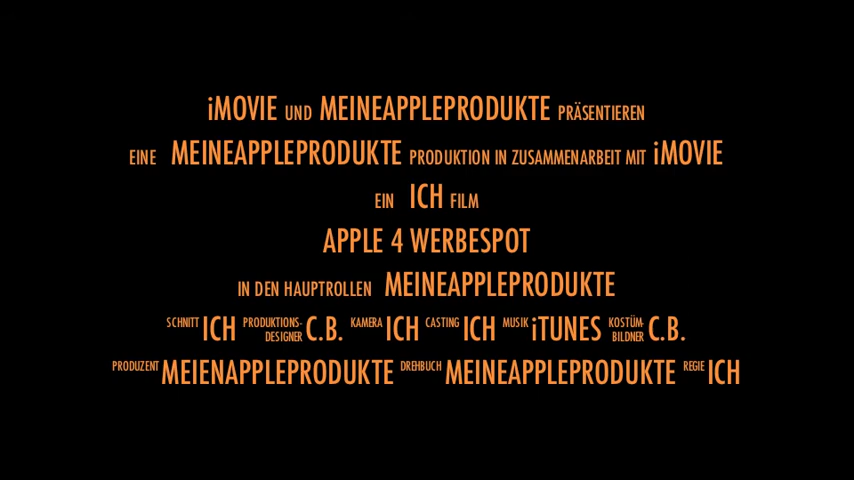 iMOVIE UND MEINEAPPLEPRODUKTE PRÄSENTIEREN
EINE MEINEAPPLEPRODUKTE PRODUKTION IN ZUSAMMENARBEIT MIT iMOVIE
EIN ICH FILM
APPLE 4 WERBESPOT
IN DEN HAUPTROLLEN MEINEAPPLEPRODUKTE
SCHNITT ICH PRODUKTIONS-DESIGNER C.B. KAMERA ICH CASTING ICH MUSIK iTUNES KOSTÜM-BILDNER C.B.
PRODUZENT MEIENAPPLEPRODUKTE DREHBUCH MEINEAPPLEPRODUKTE REGIE ICH